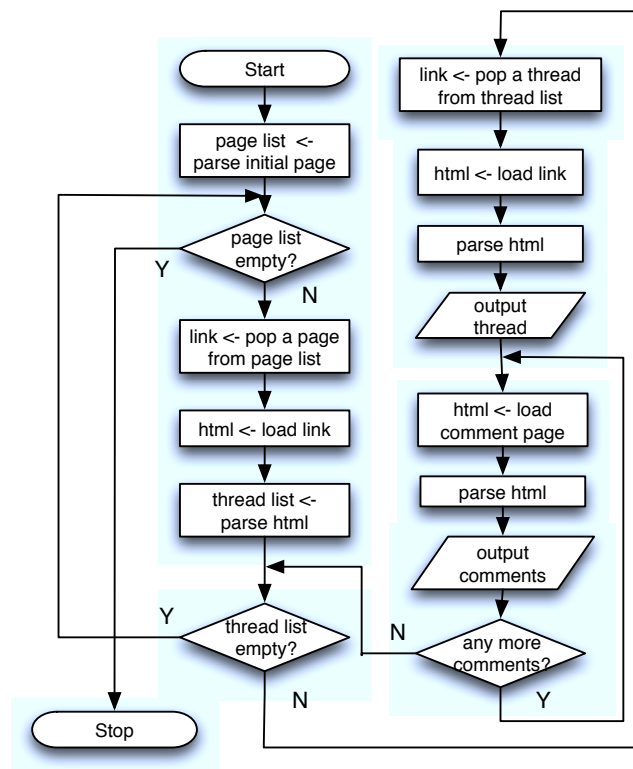 Start
page list <-
parse initial page
page list
empty?
Y
N
link <- pop a page
from page list
html <- load link
thread list <-
parse html
Y
thread list
empty?
N
Stop
link <- pop a thread
from thread list
html <- load link
parse html
output
thread
html <- load
comment page
parse html
output
comments
N
any more
comments?
Y